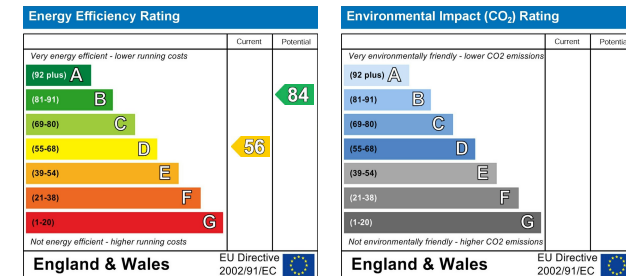 Energy Efficiency Rating
Current Potential
Very energy efficient - lower running costs
(92 plus) A
(81-91) B
84
(69-80) C
(55-68) D
56
(39-54) E
(21-38) F
(1-20) G
Not energy efficient - higher running costs
England & Wales
EU Directive
2002/91/EC
Environmental Impact (CO₂) Rating
Current Potential
Very environmentally friendly - lower CO2 emissions
(92 plus) A
(81-91) B
(69-80) C
(55-68) D
(39-54) E
(21-38) F
(1-20) G
Not environmentally friendly - higher CO2 emissions
England & Wales
EU Directive
2002/91/EC